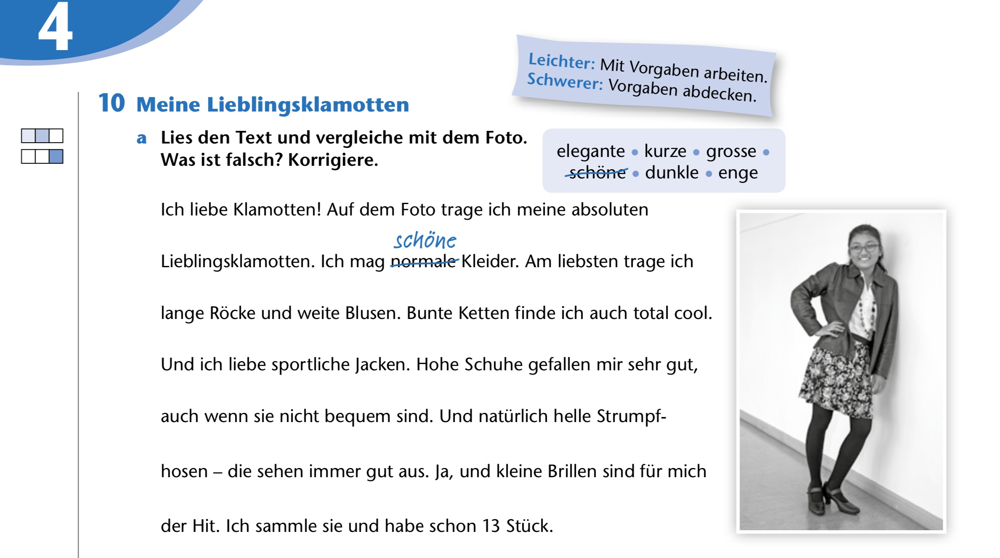 4
Leichter: Mit Vorgaben arbeiten.
Schwerer: Vorgaben abdecken.
10 Meine Lieblingsklamotten
a Lies den Text und vergleiche mit dem Foto.
Was ist falsch? Korrigiere.
elegante • kurze • grosse •
schöne • dunkle • enge
Ich liebe Klamotten! Auf dem Foto trage ich meine absoluten
schöne
Lieblingsklamotten. Ich mag normale Kleider. Am liebsten trage ich
lange Röcke und weite Blusen. Bunte Ketten finde ich auch total cool.
Und ich liebe sportliche Jacken. Hohe Schuhe gefallen mir sehr gut,
auch wenn sie nicht bequem sind. Und natürlich helle Strumpf-
hosen – die sehen immer gut aus. Ja, und kleine Brillen sind für mich
der Hit. Ich sammle sie und habe schon 13 Stück.